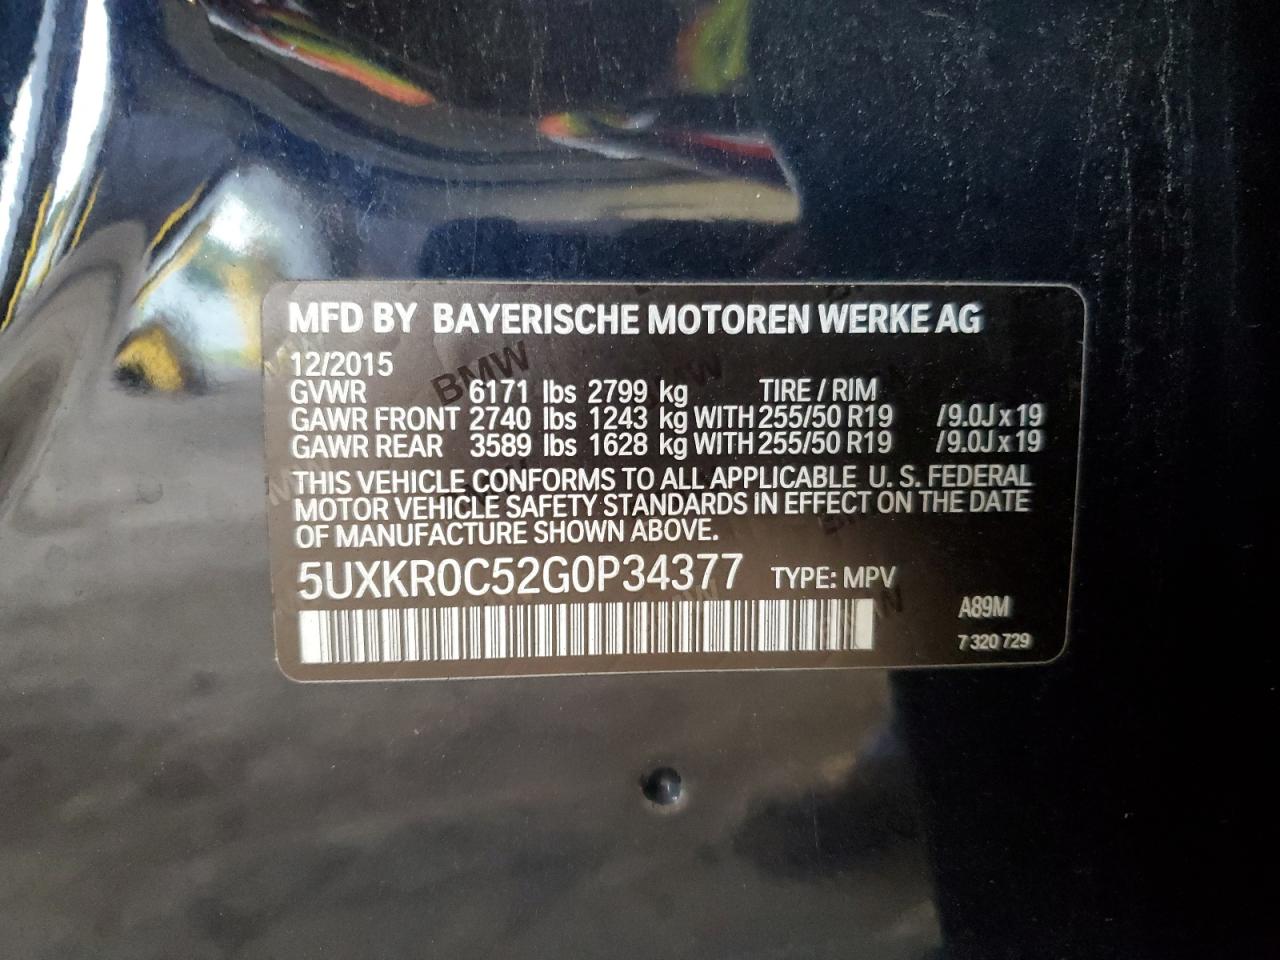 MFD BY BAYERISCHE MOTOREN WERKE AG
12/2015
GVWR 6171 lbs 2799 kg TIRE / RIM
GAWR FRONT 2740 lbs 1243 kg WITH 255/50 R19 /9.0J x 19
GAWR REAR 3589 lbs 1628 kg WITH 255/50 R19 /9.0J x 19
THIS VEHICLE CONFORMS TO ALL APPLICABLE U. S. FEDERAL
MOTOR VEHICLE SAFETY STANDARDS IN EFFECT ON THE DATE
OF MANUFACTURE SHOWN ABOVE.
5UXKR0C52G0P34377 TYPE: MPV
A89M
7 320 729